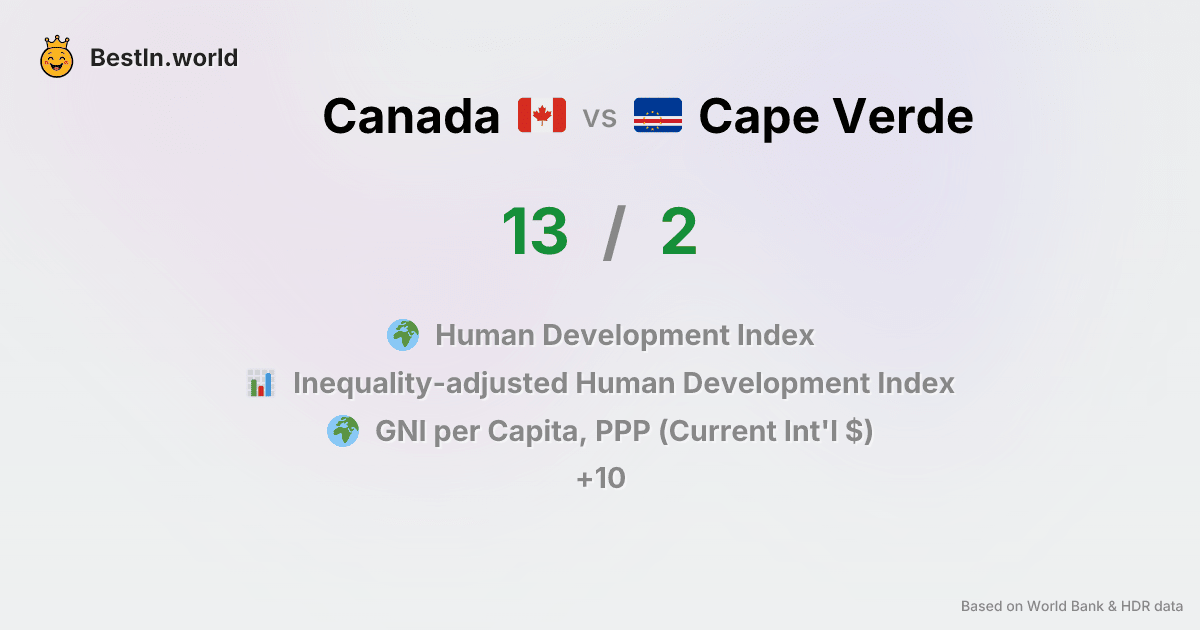 BestIn.world
Canada vs Cape Verde
13 / 2
Human Development Index
Inequality-adjusted Human Development Index
GNI per Capita, PPP (Current Int'l $)
+10
Based on World Bank & HDR data